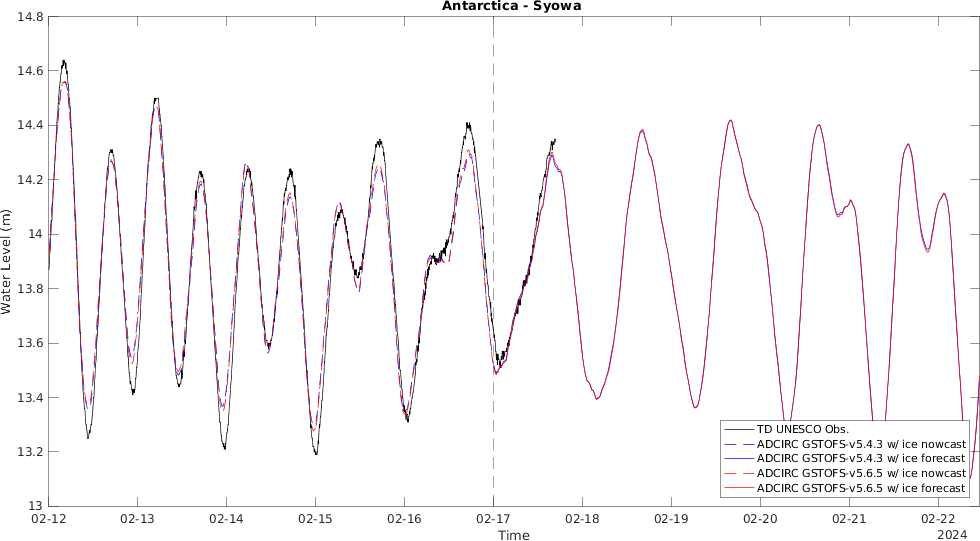 Antarctica - Syowa
Water Level (m)
14.8
14.6
14.4
14.2
14
13.8
13.6
13.4
13.2
13
TD UNESCO Obs.
ADCIRC GSTOFS-v5.4.3 w/ ice nowcast
ADCIRC GSTOFS-v5.4.3 w/ ice forecast
ADCIRC GSTOFS-v5.6.5 w/ ice nowcast
ADCIRC GSTOFS-v5.6.5 w/ ice forecast
02-12 02-13 02-14 02-15 02-16 02-17 02-18 02-19 02-20 02-21 02-22
Time
2024